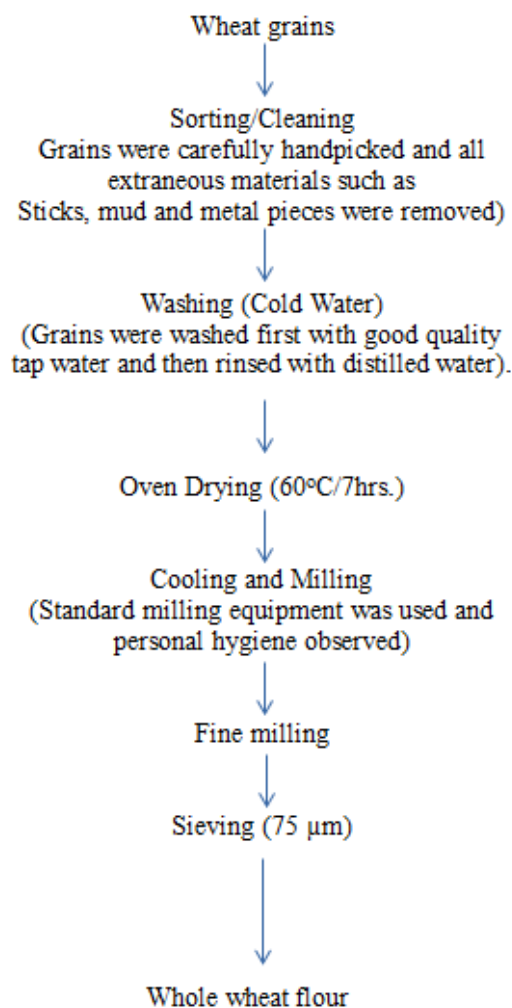 Wheat grains
Sorting/Cleaning
Grains were carefully handpicked and all
extraneous materials such as
Sticks, mud and metal pieces were removed)
Washing (Cold Water)
(Grains were washed first with good quality
tap water and then rinsed with distilled water).
Oven Drying (60°C/7hrs.)
Cooling and Milling
(Standard milling equipment was used and
personal hygiene observed)
Fine milling
Sieving (75 µm)
Whole wheat flour